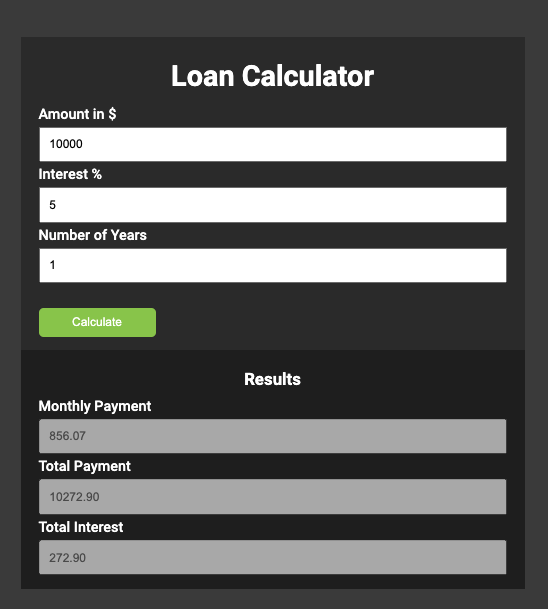 Loan Calculator
Amount in $
10000
Interest %
5
Number of Years
1
Calculate
Results
Monthly Payment
856.07
Total Payment
10272.90
Total Interest
272.90